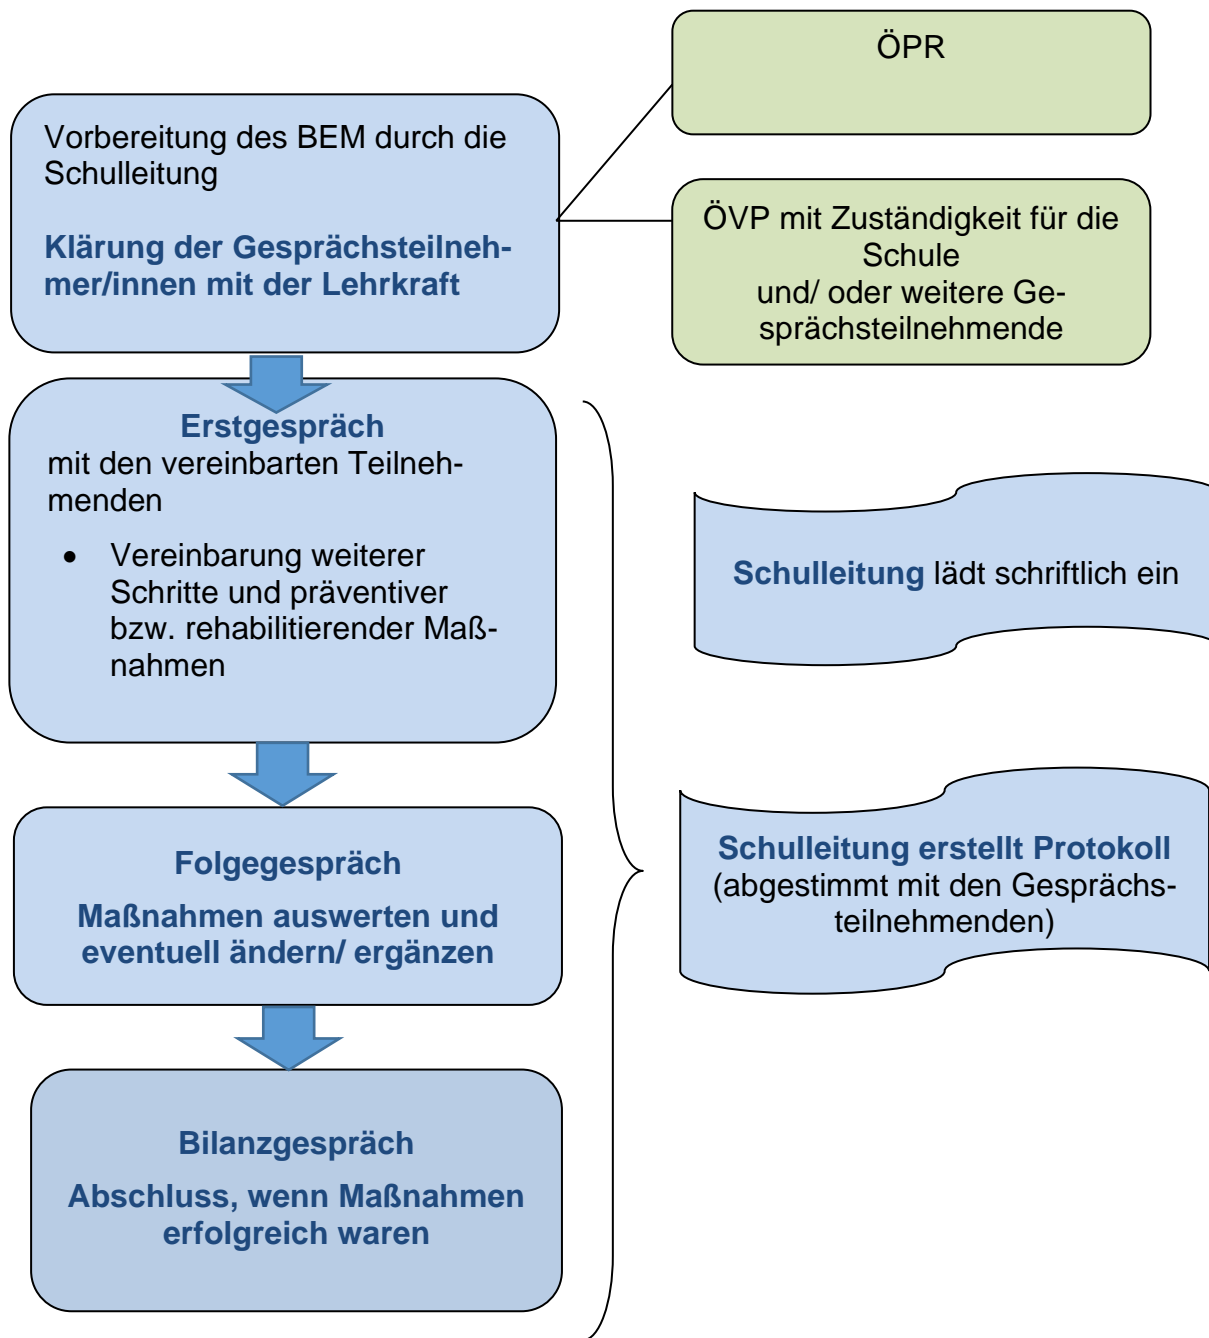 ÖPR
Vorbereitung des BEM durch die
Schulleitung
Klärung der Gesprächsteilneh-
mer/innen mit der Lehrkraft
ÖVP mit Zuständigkeit für die
Schule
und/ oder weitere Ge-
sprächsteilnehmende
Erstgespräch
mit den vereinbarten Teilneh-
menden
• Vereinbarung weiterer
Schritte und präventiver
bzw. rehabilitierender Maß-
nahmen
Schulleitung lädt schriftlich ein
Folgegespräch
Maßnahmen auswerten und
eventuell ändern/ ergänzen
Schulleitung erstellt Protokoll
(abgestimmt mit den Gesprächs-
teilnehmenden)
Bilanzgespräch
Abschluss, wenn Maßnahmen
erfolgreich waren